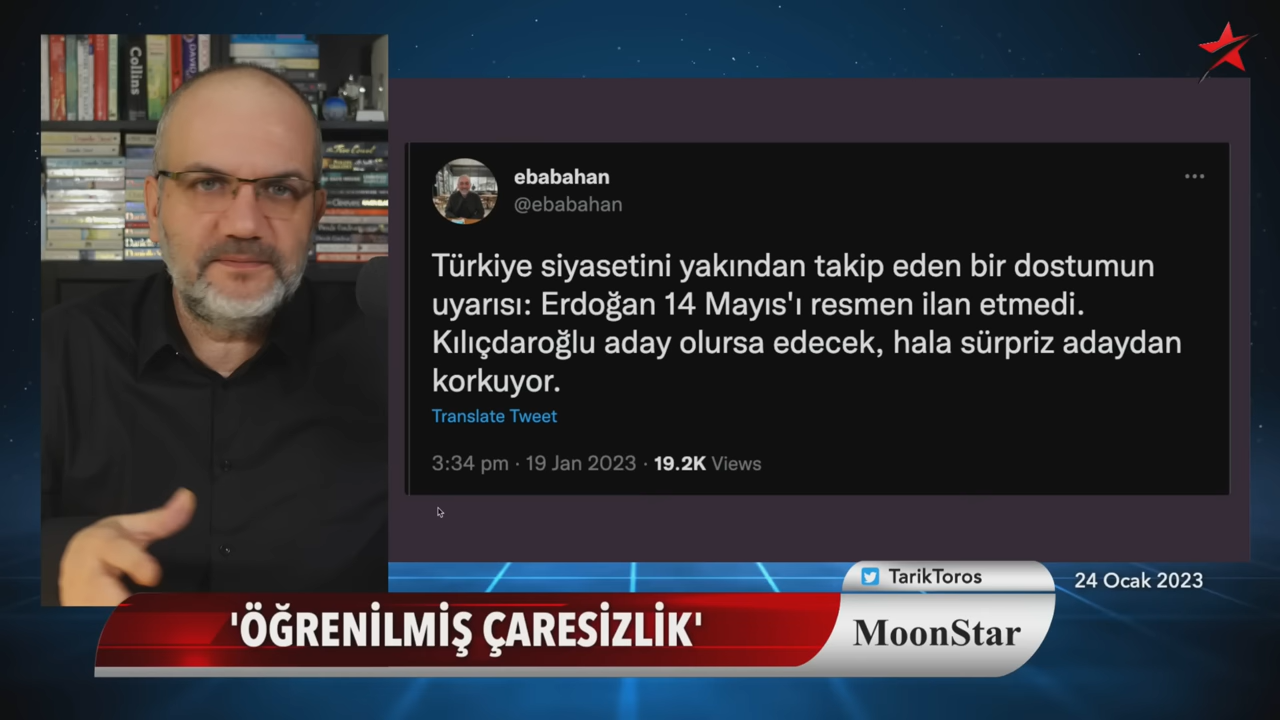 Collins
ebabahan
@ebabahan
Türkiye siyasetini yakından takip eden bir dostumun
uyarısı: Erdoğan 14 Mayıs'ı resmen ilan etmedi.
Kılıçdaroğlu aday olursa edecek, hala sürpriz adaydan
korkuyor.
Translate Tweet
3:34 pm · 19 Jan 2023 · 19.2K Views
TarikToros
24 Ocak 2023
'ÖĞRENİLMİŞ ÇARESİZLİK'
MoonStar